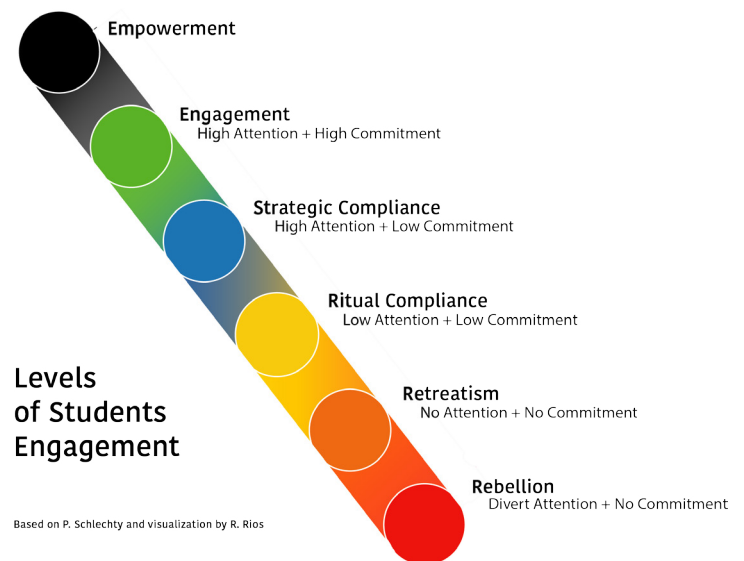 Empowerment
Engagement
High Attention + High Commitment
Strategic Compliance
High Attention + Low Commitment
Ritual Compliance
Low Attention + Low Commitment
Levels
of Students
Engagement
Retreatism
No Attention + No Commitment
Rebellion
Divert Attention + No Commitment
Based on P. Schlechty and visualization by R. Rios